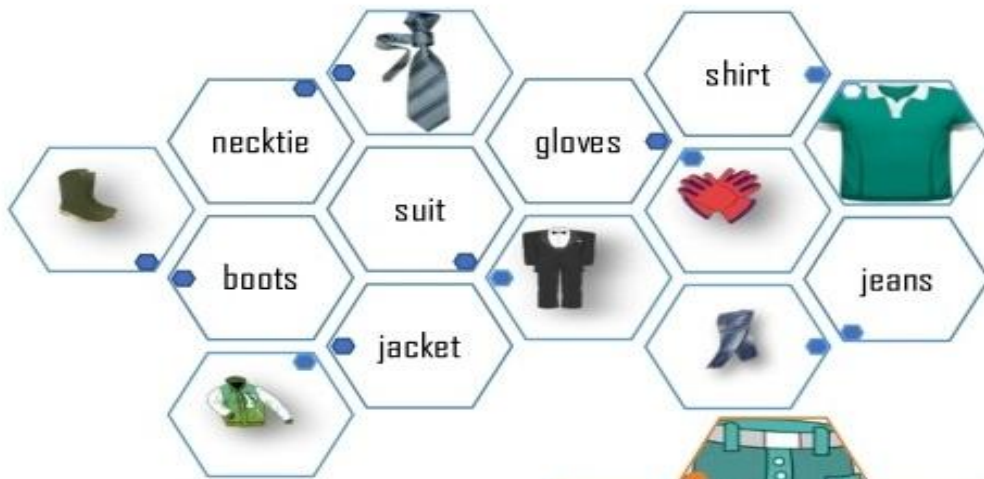 shirt
necktie
gloves
suit
boots
jeans
jacket